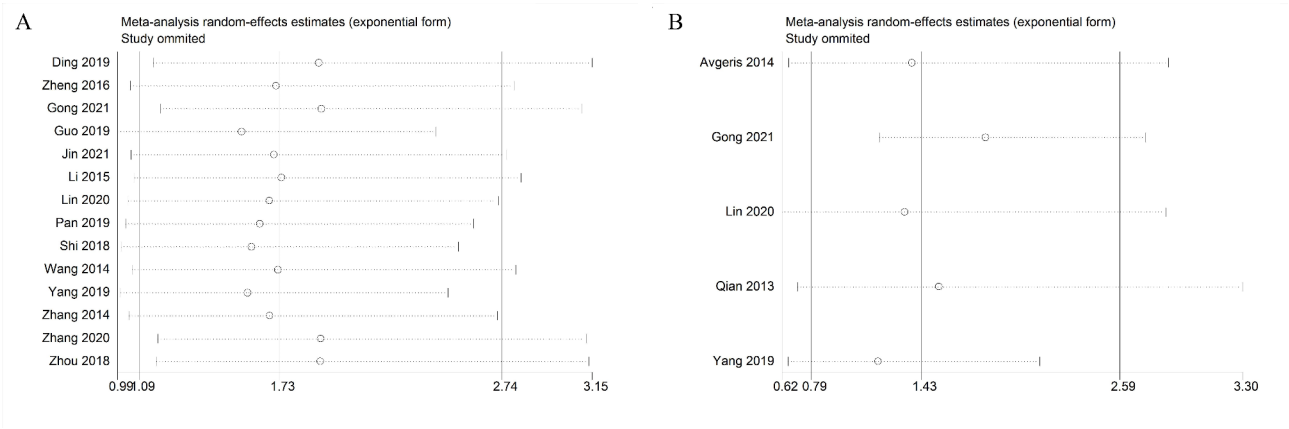 A
Meta-analysis random-effects estimates (exponential form)
Study ommited
Ding 2019
Zheng 2016
Gong 2021
Guo 2019
Jin 2021
Li 2015
Lin 2020
Pan 2019
Shi 2018
Wang 2014
Yang 2019
Zhang 2014
Zhang 2020
Zhou 2018
0.991.09 1.73 2.74 3.15
B
Meta-analysis random-effects estimates (exponential form)
Study ommited
Avgeris 2014
Gong 2021
Lin 2020
Qian 2013
Yang 2019
0.62 0.79 1.43 2.59 3.30